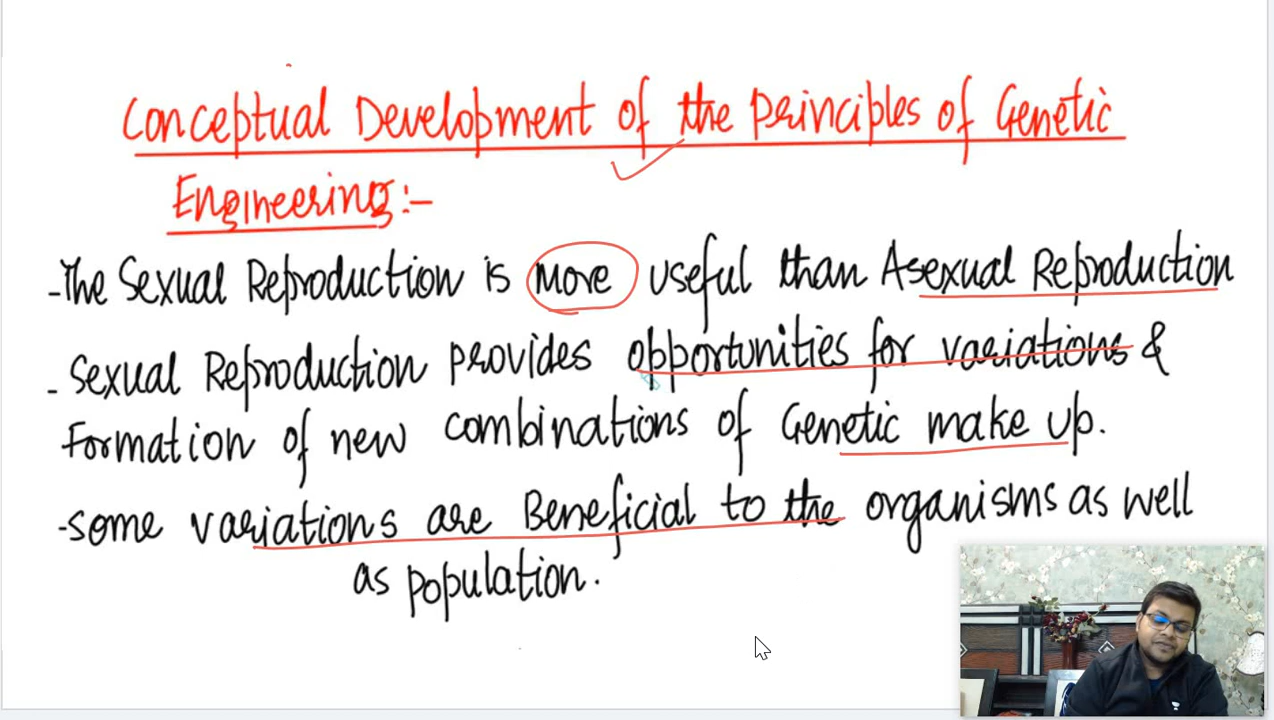 Conceptual Development of the Principles of Genetic
Engineering:-
-The Sexual Reproduction is more useful than Asexual Reproduction
- Sexual Reproduction provides opportunities for variations &
Formation of new combinations of Genetic make up.
-some variations are Beneficial to the organisms as well
as population.